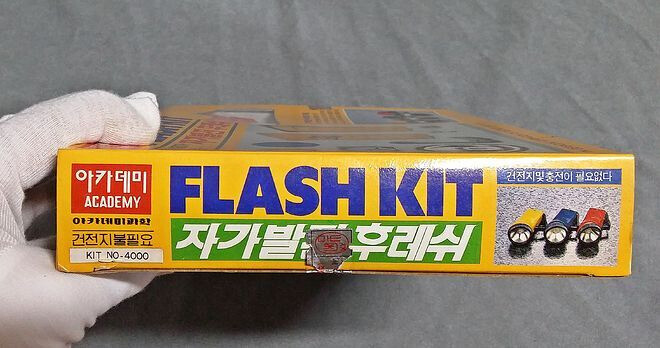 아카데미
ACADEMY
아카데미과학
건전지불필요
KIT NO-4000
FLASH KIT
자가발 후레쉬
건전지및충전이 필요없다